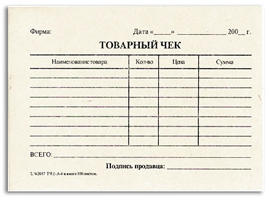 Фирма: Дата «____» ____________ 200__ г.
ТОВАРНЫЙ ЧЕК
Наименование товара Кол-во Цена Сумма
ВСЕГО:
Подпись продавца: